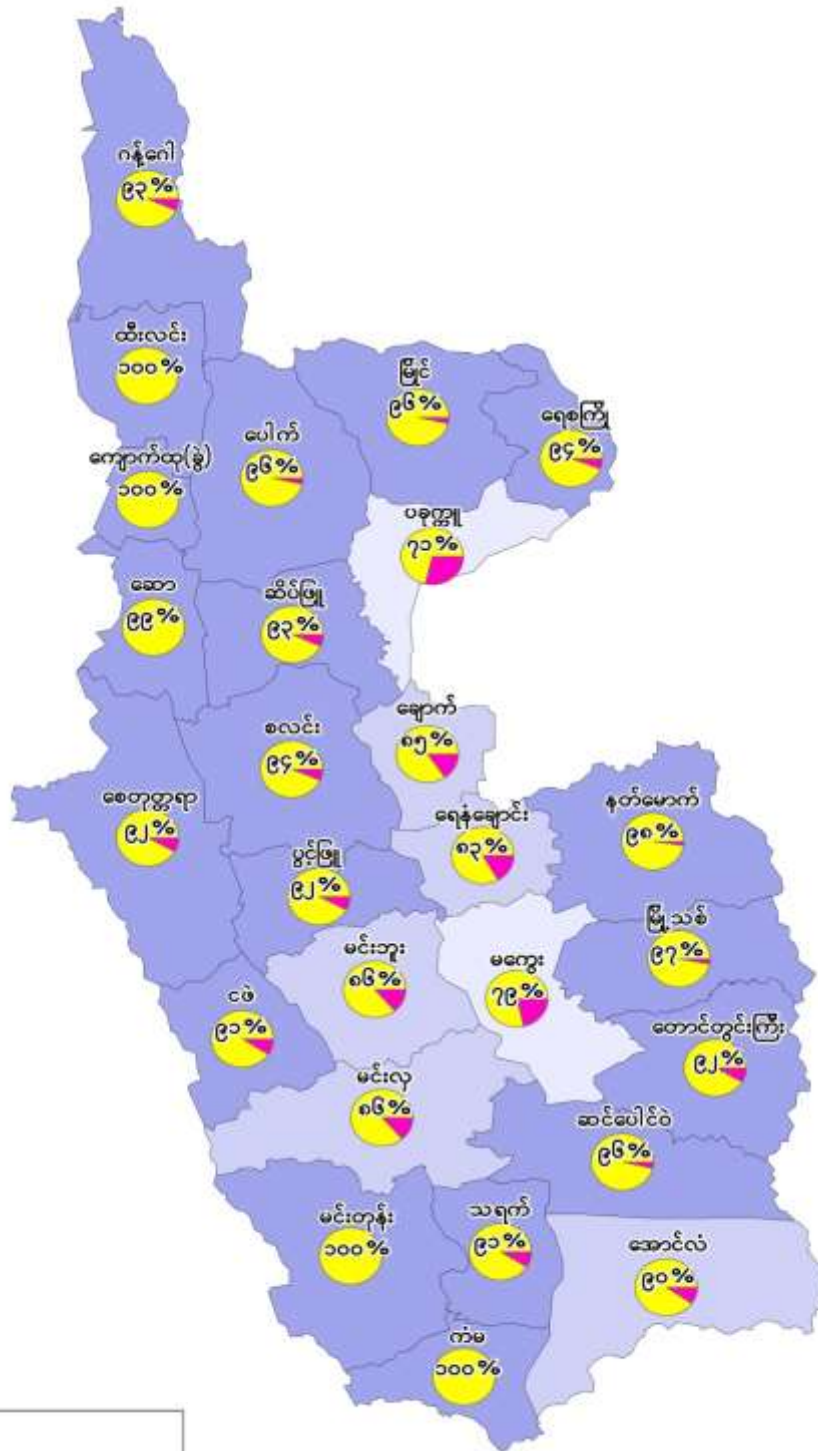 ဂန့်ဂေါ
၉၃%
ထီးလင်း
၁၀၀%
မြိုင်
၉၆%
ရေစကြို
၉၄%
ပေါက်
၉၆%
ကျောက်ထု(ခွဲ)
၁၀၀%
ပခုက္ကူ
၇၁%
ဆော
၉၉%
ဆိပ်ဖြူ
၉၃%
ချောက်
၈၅%
စလင်း
၉၄%
စေတုတ္တရာ
၉၂%
ရေနံချောင်း
၈၃%
နတ်မောက်
၉၈%
ပွင့်ဖြူ
၉၂%
မြို့သစ်
၉၇%
မင်းဘူး
၈၆%
မကွေး
၇၉%
ငဖဲ
၉၁%
တောင်တွင်းကြီး
၉၂%
မင်းလှ
၈၆%
ဆင်ပေါင်ဝဲ
၉၆%
မင်းတုန်း
၁၀၀%
သရက်
၉၁%
အောင်လံ
၉၀%
ကံမ
၁၀၀%